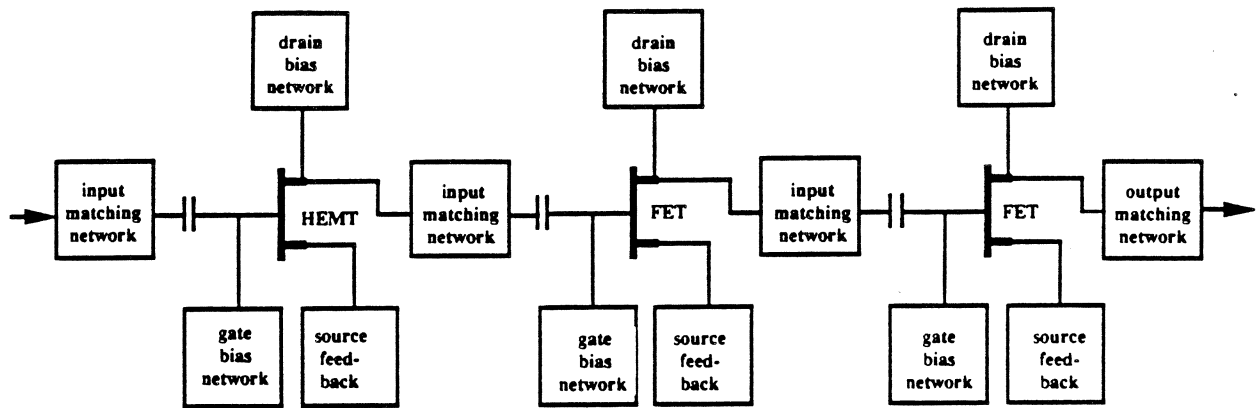 drain
bias
network
drain
bias
network
drain
bias
network
input
matching
network
HEMT
input
matching
network
FET
input
matching
network
FET
output
matching
network
gate
bias
network
source
feed-
back
gate
bias
network
source
feed-
back
gate
bias
network
source
feed-
back